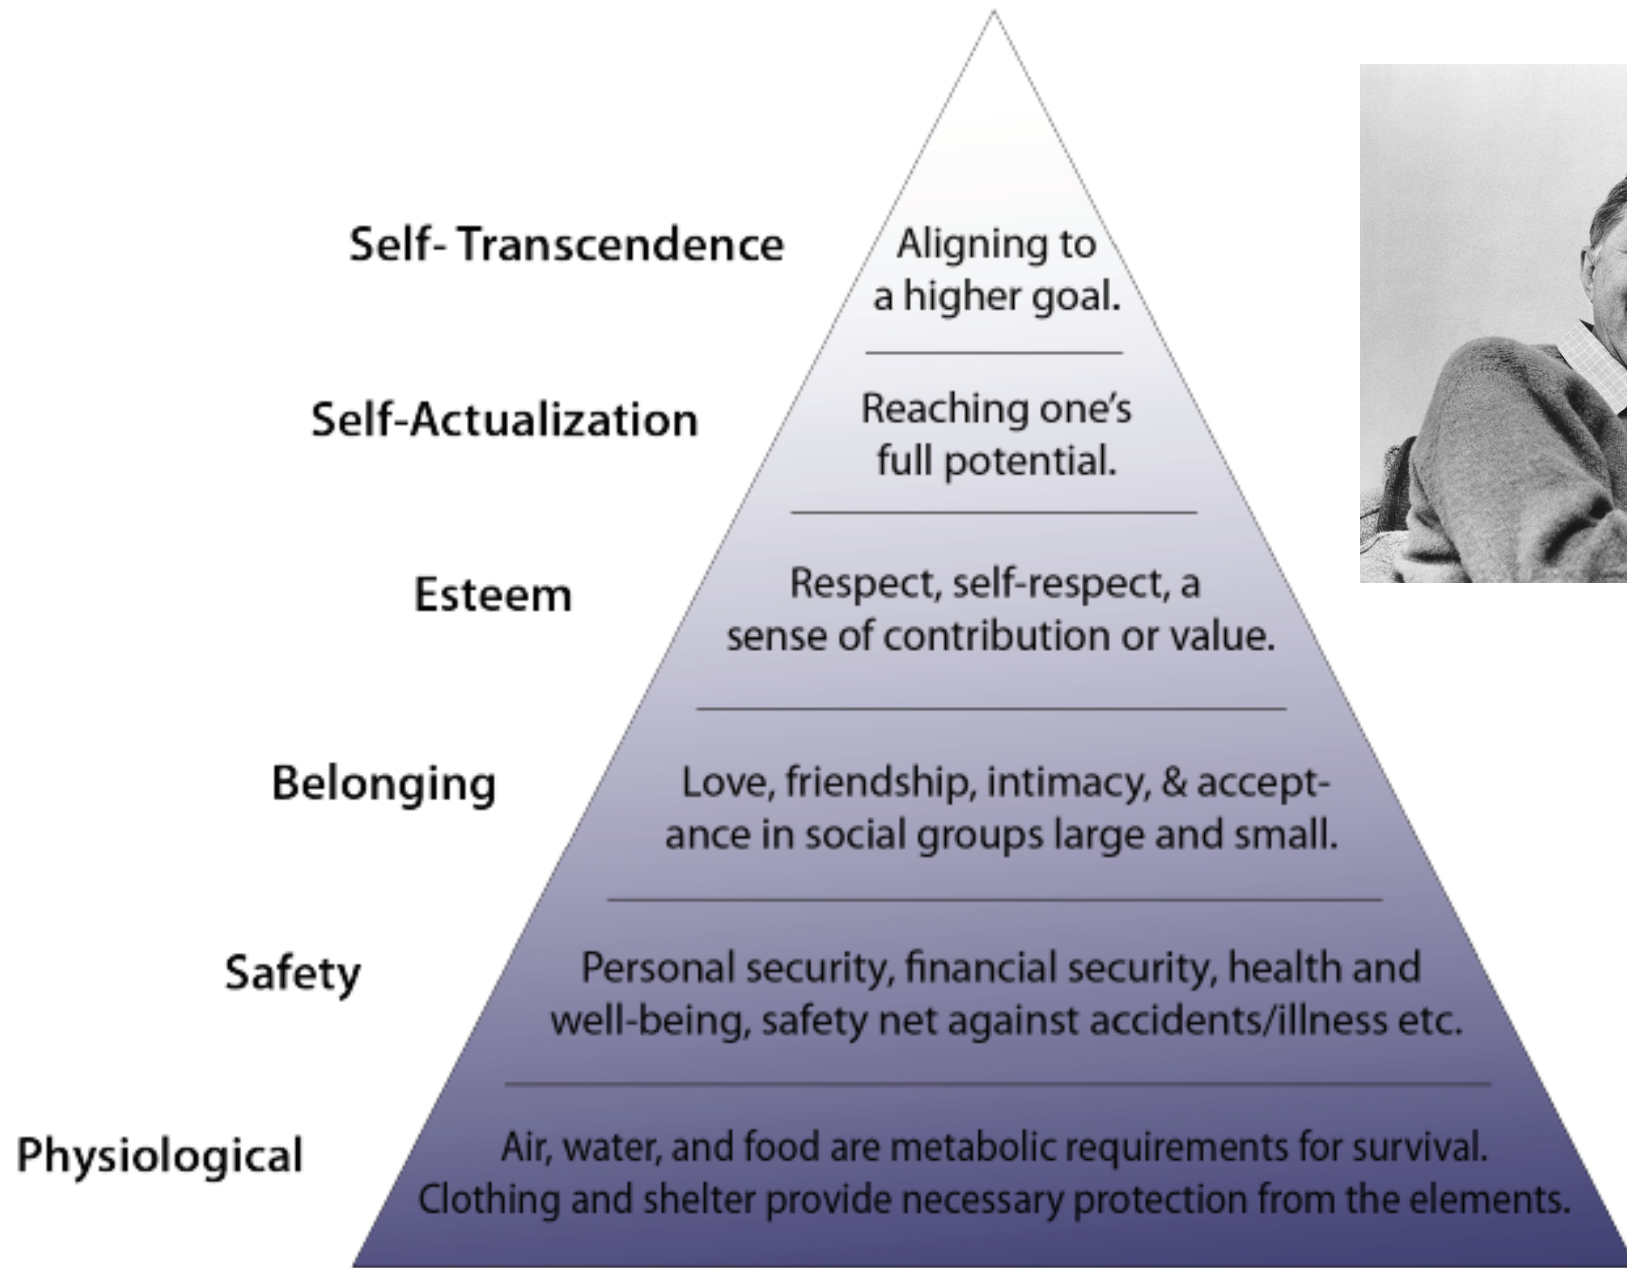 Self- Transcendence
Aligning to
a higher goal.
Self-Actualization
Reaching one’s
full potential.
Esteem
Respect, self-respect, a
sense of contribution or value.
Belonging
Love, friendship, intimacy, & accept-
ance in social groups large and small.
Safety
Personal security, financial security, health and
well-being, safety net against accidents/illness etc.
Physiological
Air, water, and food are metabolic requirements for survival.
Clothing and shelter provide necessary protection from the elements.